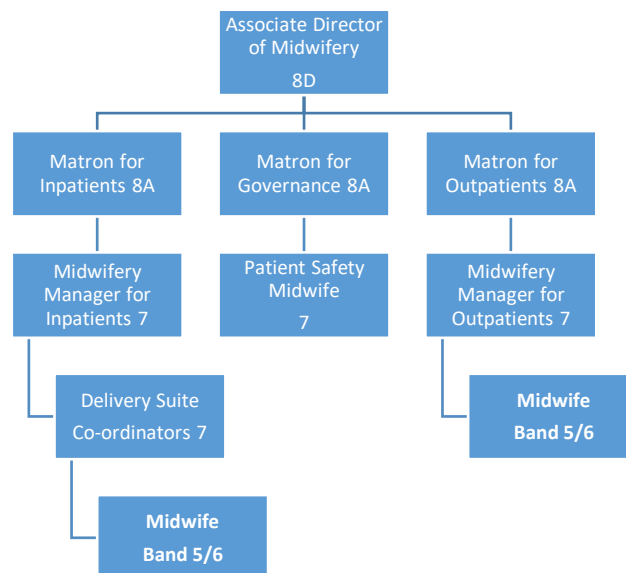 Associate Director
of Midwifery
8D
Matron for
Inpatients 8A
Matron for
Governance 8A
Matron for
Outpatients 8A
Midwifery
Manager for
Inpatients 7
Patient Safety
Midwife
7
Midwifery
Manager for
Outpatients 7
Delivery Suite
Co-ordinators 7
Midwife
Band 5/6
Midwife
Band 5/6